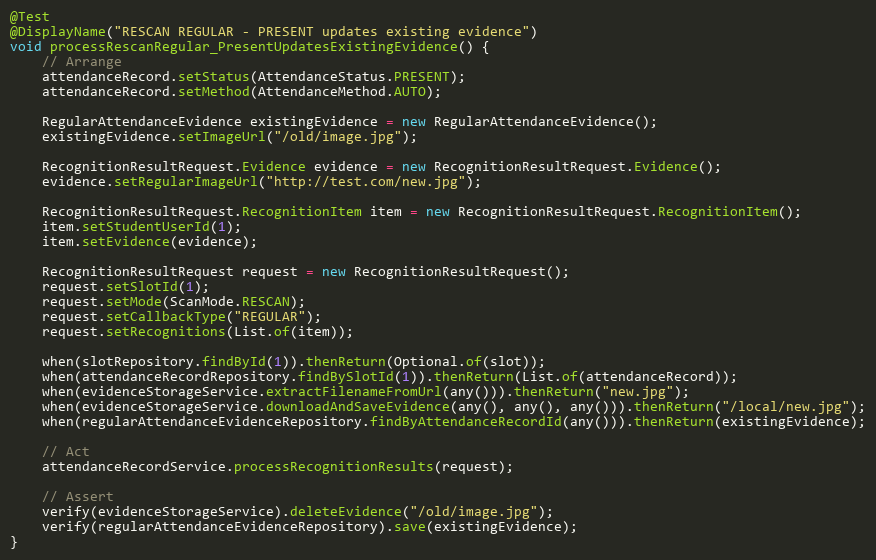 @Test
@DisplayName("RESCAN REGULAR - PRESENT updates existing evidence")
void processRescanRegular_PresentUpdatesExistingEvidence() {
    // Arrange
    attendanceRecord.setStatus(AttendanceStatus.PRESENT);
    attendanceRecord.setMethod(AttendanceMethod.AUTO);

    RegularAttendanceEvidence existingEvidence = new RegularAttendanceEvidence();
    existingEvidence.setImageUrl("/old/image.jpg");

    RecognitionResultRequest.Evidence evidence = new RecognitionResultRequest.Evidence();
    evidence.setRegularImageUrl("http://test.com/new.jpg");

    RecognitionResultRequest.RecognitionItem item = new RecognitionResultRequest.RecognitionItem();
    item.setStudentUserId(1);
    item.setEvidence(evidence);

    RecognitionResultRequest request = new RecognitionResultRequest();
    request.setSlotId(1);
    request.setMode(ScanMode.RESCAN);
    request.setCallbackType("REGULAR");
    request.setRecognitions(List.of(item));

    when(slotRepository.findById(1)).thenReturn(Optional.of(slot));
    when(attendanceRecordRepository.findBySlotId(1)).thenReturn(List.of(attendanceRecord));
    when(evidenceStorageService.extractFilenameFromUrl(any())).thenReturn("new.jpg");
    when(evidenceStorageService.downloadAndSaveEvidence(any(), any(), any())).thenReturn("/local/new.jpg");
    when(regularAttendanceEvidenceRepository.findByAttendanceRecordId(any())).thenReturn(existingEvidence);

    // Act
    attendanceRecordService.processRecognitionResults(request);

    // Assert
    verify(evidenceStorageService).deleteEvidence("/old/image.jpg");
    verify(regularAttendanceEvidenceRepository).save(existingEvidence);
}